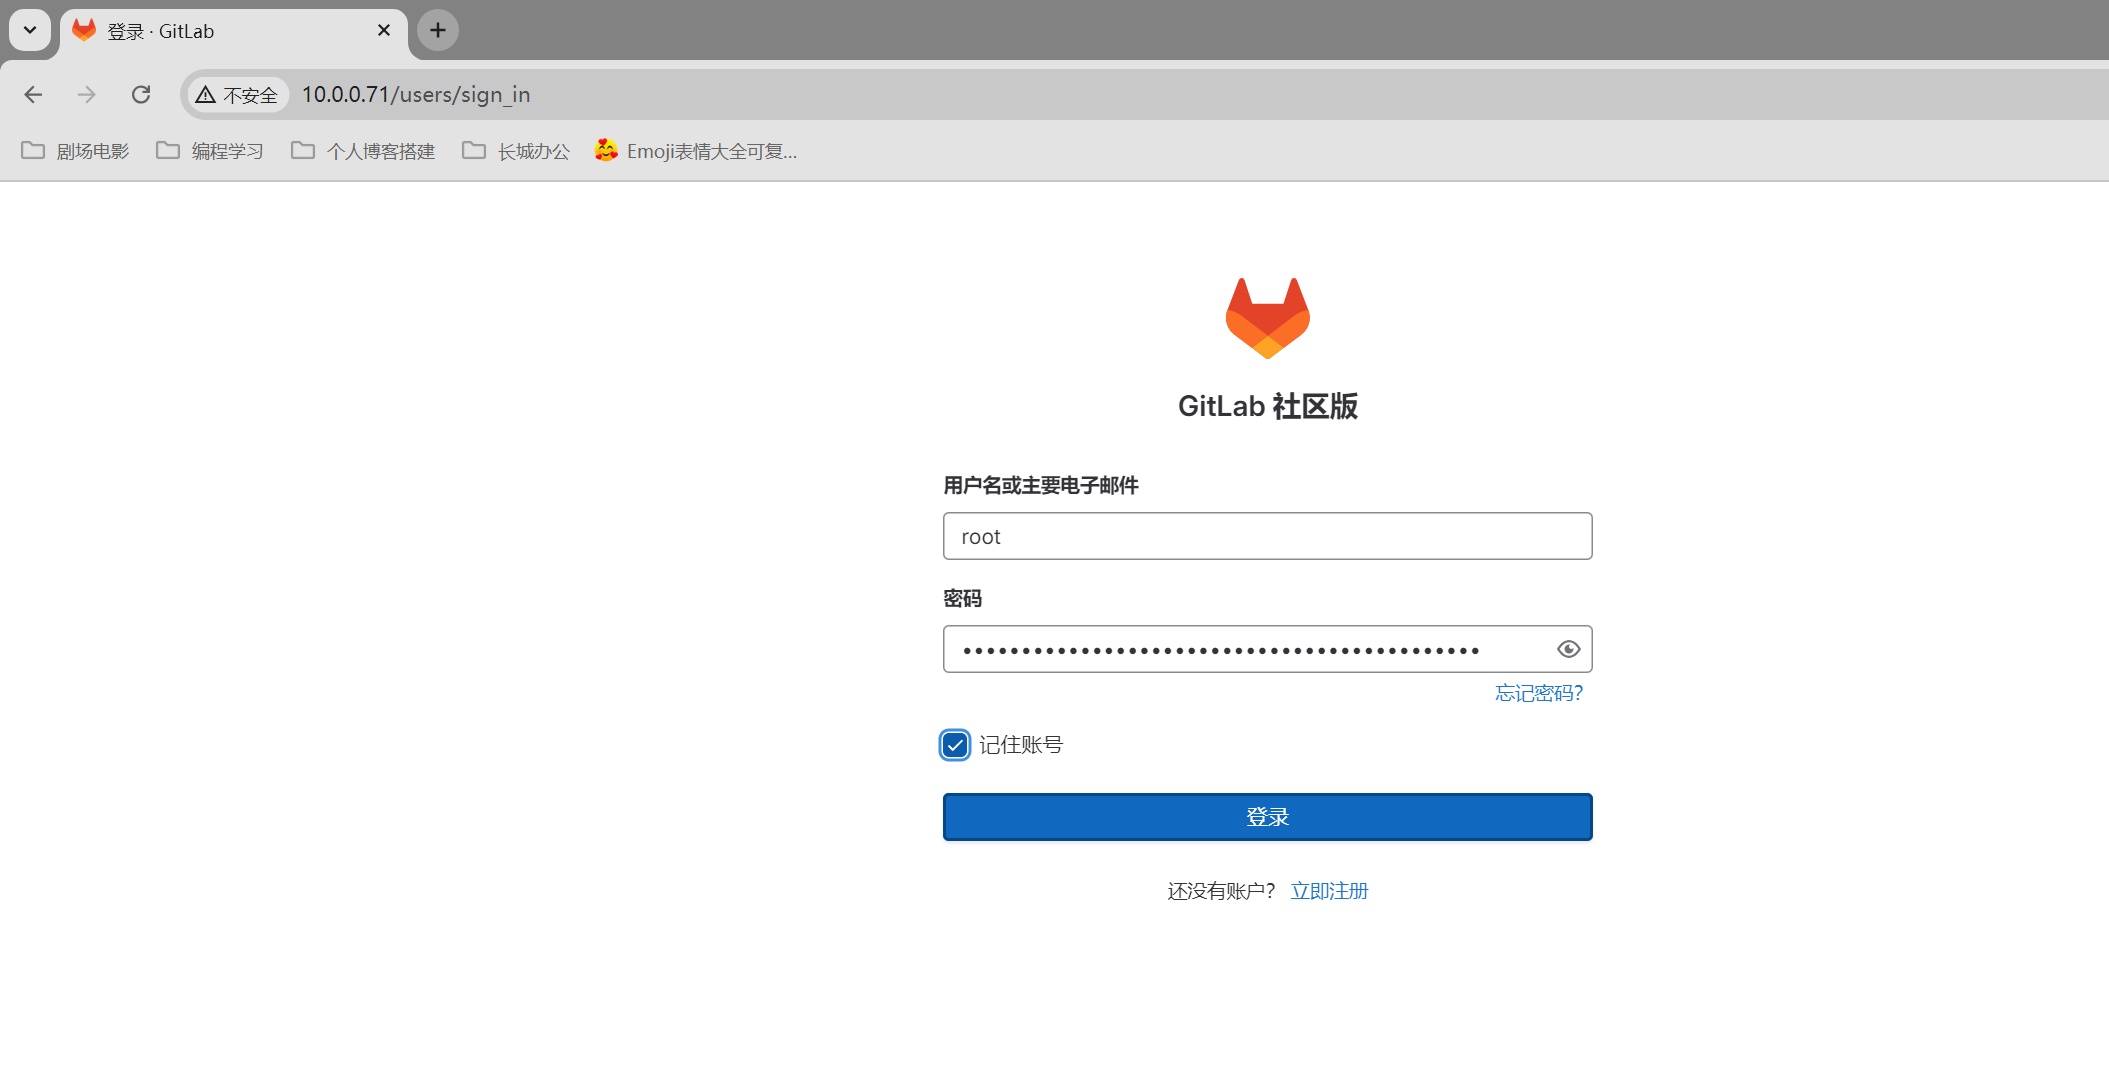 登录 · GitLab
不安全 10.0.0.71/users/sign_in
剧场电影 编程学习 个人博客搭建 长城办公 Emoji表情大全可复...
GitLab 社区版
用户名或主要电子邮件
root
密码
••••••••••••••••••••••••••••••••••••••••••••
忘记密码？
记住账号
登录
还没有账户？ 立即注册